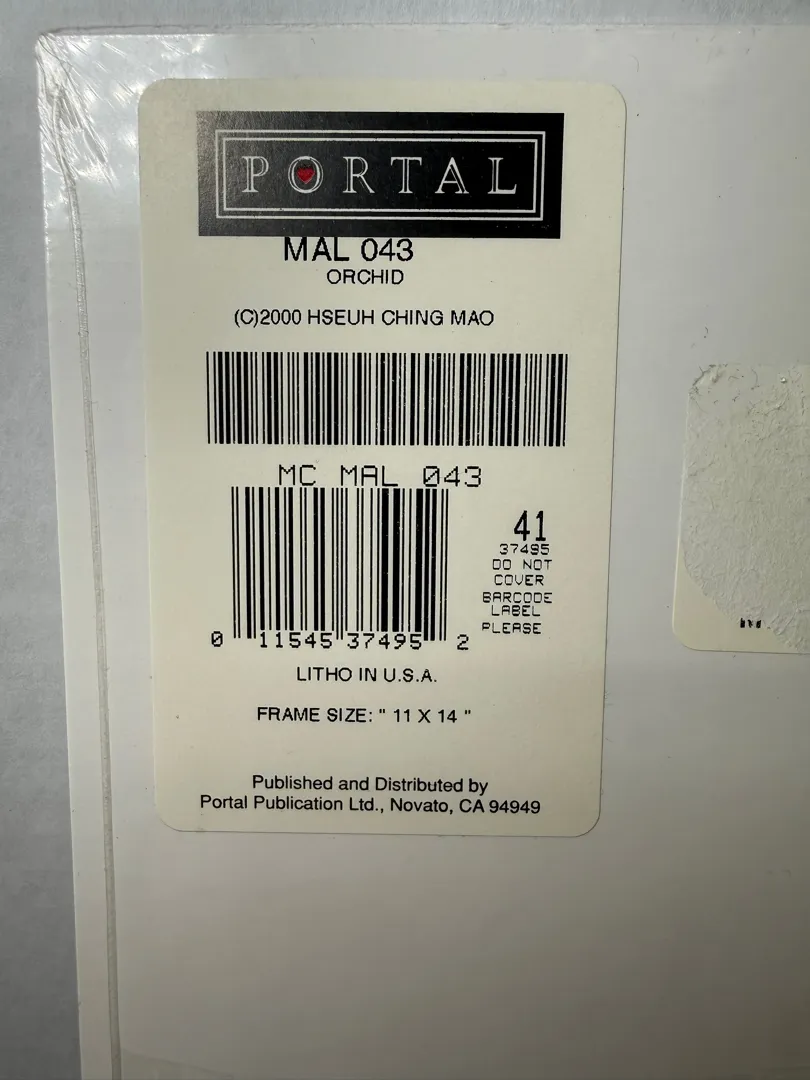 PORTAL
MAL 043
ORCHID
(C)2000 HSEUH CHING MAO
MC MAL 043
41
37495
DO NOT
COVER
BARCODE
LABEL
PLEASE
0 11545 37495 2
LITHO IN U.S.A.
FRAME SIZE: " 11 X 14 "
Published and Distributed by
Portal Publication Ltd., Novato, CA 94949